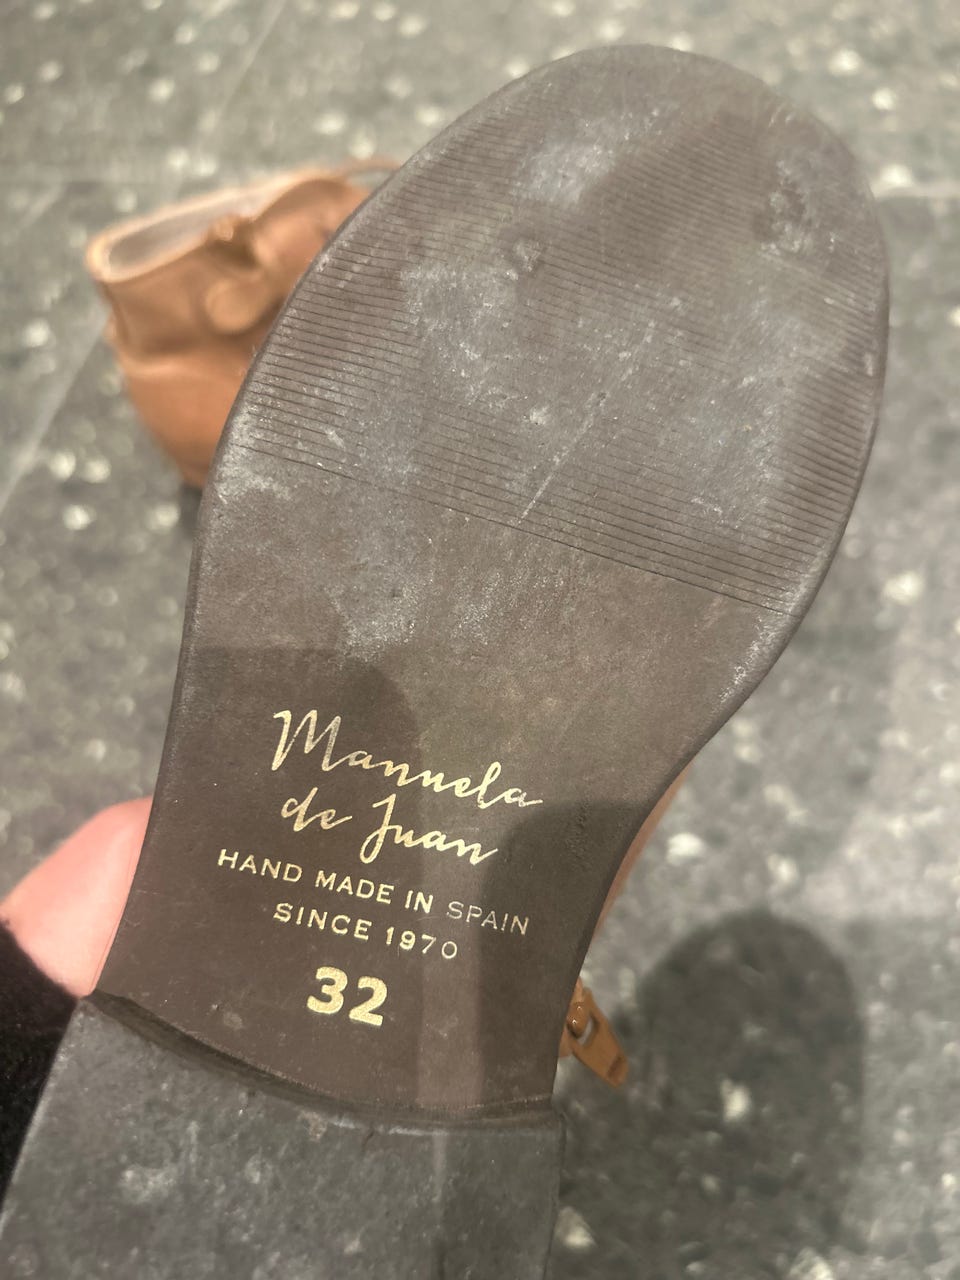 Manuela
de Juan
HAND MADE IN SPAIN
SINCE 1970
32